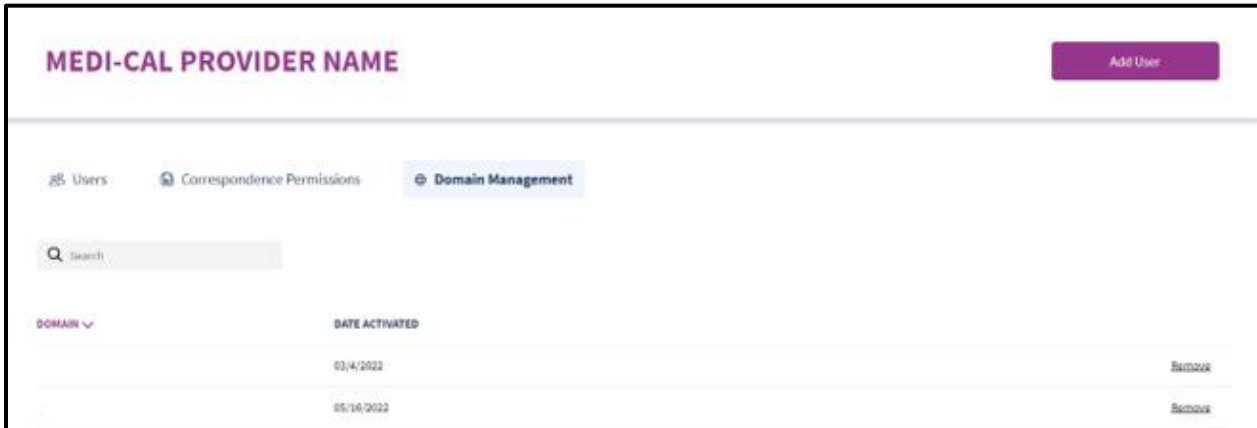 MEDI-CAL PROVIDER NAME Add User
Users Correspondence Permissions Domain Management
Search
DOMAIN DATE ACTIVATED
03/4/2022 Remove
05/16/2022 Remove